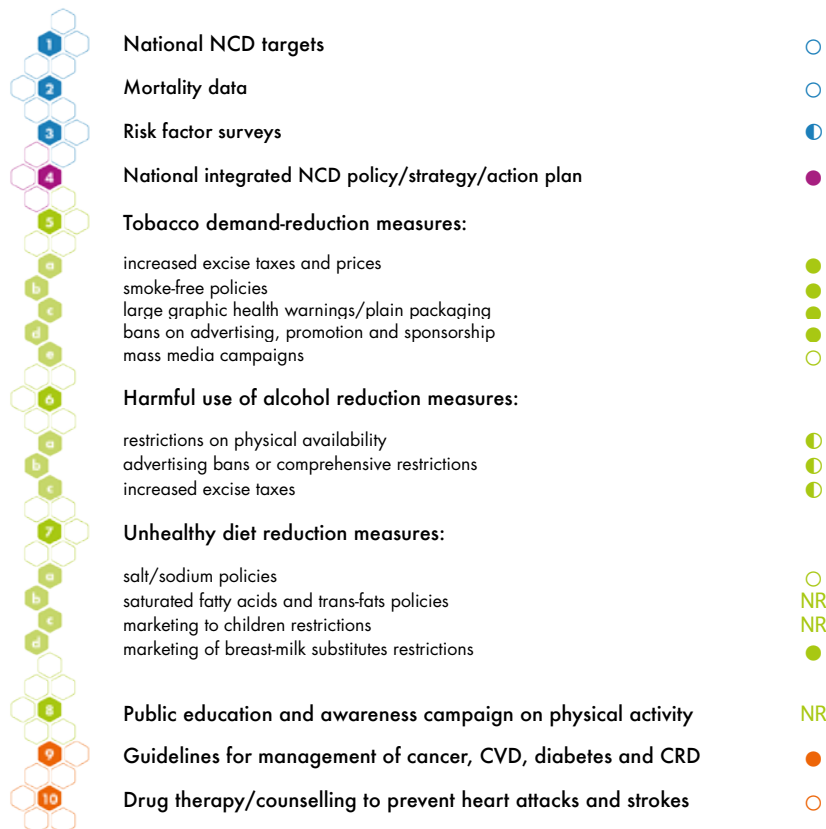 1 National NCD targets ○
2 Mortality data ○
3 Risk factor surveys ◐
4 National integrated NCD policy/strategy/action plan ●
5 Tobacco demand-reduction measures:
a increased excise taxes and prices ●
b smoke-free policies ●
c large graphic health warnings/plain packaging ●
d bans on advertising, promotion and sponsorship ●
e mass media campaigns ○
6 Harmful use of alcohol reduction measures:
a restrictions on physical availability ◐
b advertising bans or comprehensive restrictions ◐
c increased excise taxes ◐
7 Unhealthy diet reduction measures:
a salt/sodium policies ○
b saturated fatty acids and trans-fats policies NR
c marketing to children restrictions NR
d marketing of breast-milk substitutes restrictions ●
8 Public education and awareness campaign on physical activity NR
9 Guidelines for management of cancer, CVD, diabetes and CRD ●
10 Drug therapy/counselling to prevent heart attacks and strokes ○